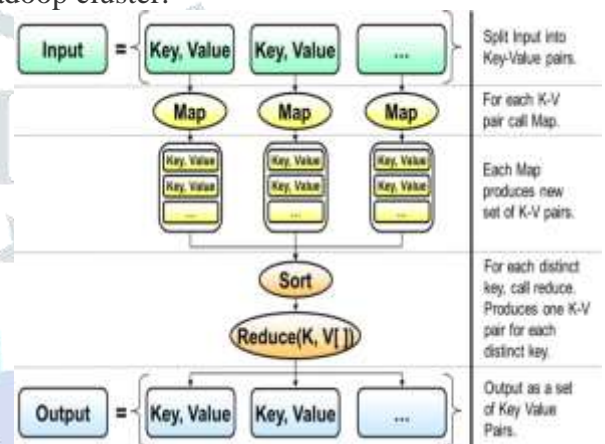 hadoop cluster.
Input = Key, Value Key, Value ...
Split Input into
Key-Value pairs.
Map Map Map
For each K-V
pair call Map.
Key, Value Key, Value Key, Value
Key, Value Key, Value Key, Value
... ... ...
Each Map
produces new
set of K-V pairs.
Sort
Reduce(K, V[ ])
For each distinct
key, call reduce.
Produces one K-V
pair for each
distinct key.
Output = Key, Value Key, Value ...
Output as a set
of Key Value
Pairs.